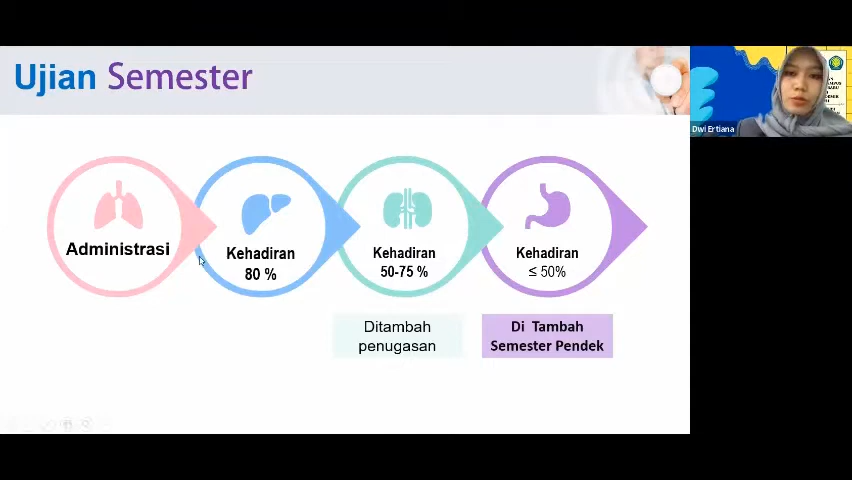 Ujian Semester
Administrasi
Kehadiran
80 %
Kehadiran
50-75 %
Kehadiran
≤ 50%
Ditambah
penugasan
Di Tambah
Semester Pendek
Dwi Ertiana